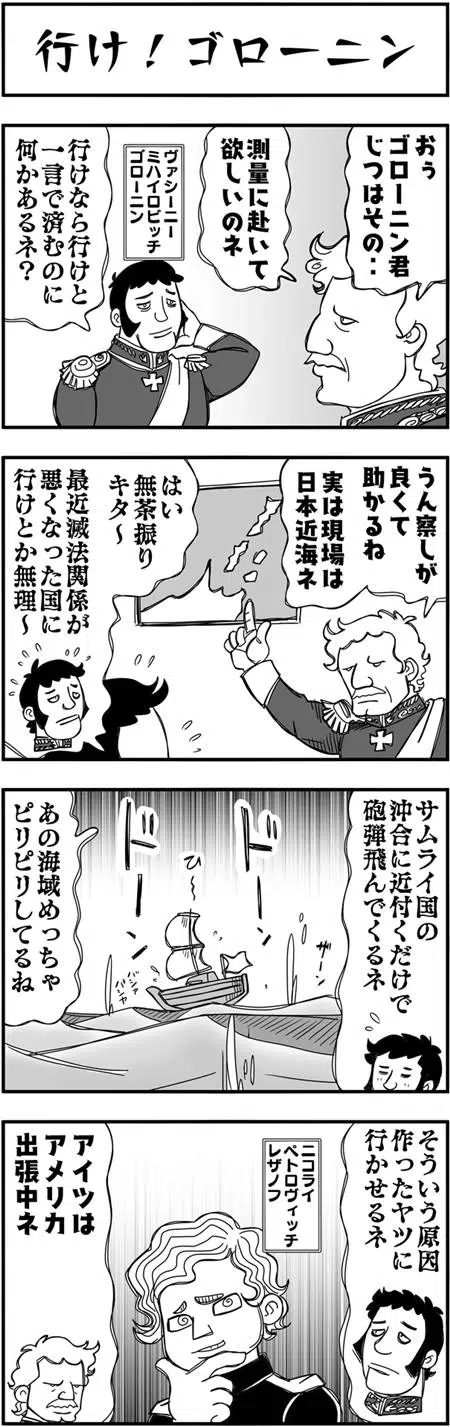 行け！ゴローニン
おぅ
ゴローニン君
じつはその‥
測量に赴いて
欲しいのネ
ヴァシーニー
ミハイロビッチ
ゴローニン
行けなら行けと
一言で済むのに
何かあるネ？
うん察しが
良くて
助かるね
実は現場は
日本近海ネ
はい
無茶振り
キタ〜
最近滅法関係が
悪くなった国に
行けとか無理〜
サムライ国の
沖合に近付くだけで
砲弾飛んでくるネ
ザーン
ドーン
ひ〜
バシャ
バシャ
ドーン
あの海域めっちゃ
ピリピリしてるね
そういう原因
作ったヤツに
行かせるネ
ニコライ
ペトロヴィッチ
レザノフ
アイツは
アメリカ
出張中ネ